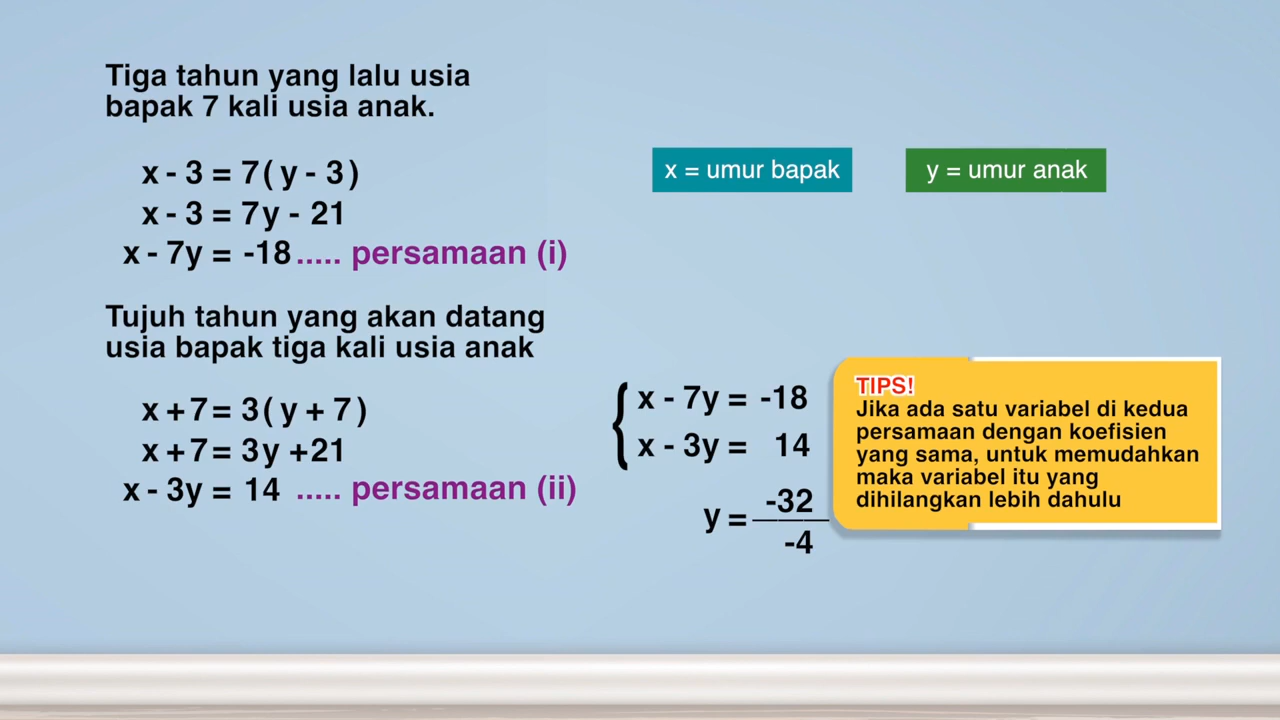 Tiga tahun yang lalu usia
bapak 7 kali usia anak.
x - 3 = 7( y - 3 )
x - 3 = 7y - 21
x - 7y = -18 ..... persamaan (i)
x = umur bapak
y = umur anak
Tujuh tahun yang akan datang
usia bapak tiga kali usia anak
x + 7 = 3( y + 7 )
x + 7 = 3y + 21
x - 3y = 14 ..... persamaan (ii)
x - 7y = -18
x - 3y = 14
y = -32
-4
TIPS!
Jika ada satu variabel di kedua
persamaan dengan koefisien
yang sama, untuk memudahkan
maka variabel itu yang
dihilangkan lebih dahulu